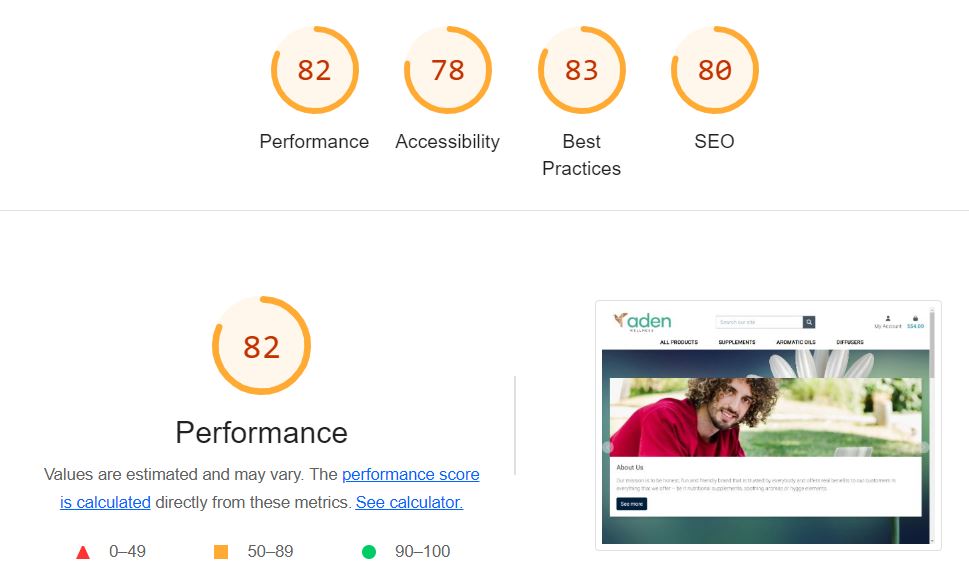 82
78
83
80
Performance
Accessibility
Best
Practices
SEO
82
Performance
Values are estimated and may vary. The performance score
is calculated directly from these metrics. See calculator.
0–49
50–89
90–100
aden
WELLNESS
Search our site
My Account
$54.00
ALL PRODUCTS
SUPPLEMENTS
AROMATIC OILS
DIFFUSERS
About Us
Our mission is to be honest, fun and friendly brand that is trusted by everybody and offers real benefits to our customers in
everything that we offer – be it nutritional supplements, soothing aromas or hygge elements.
See more